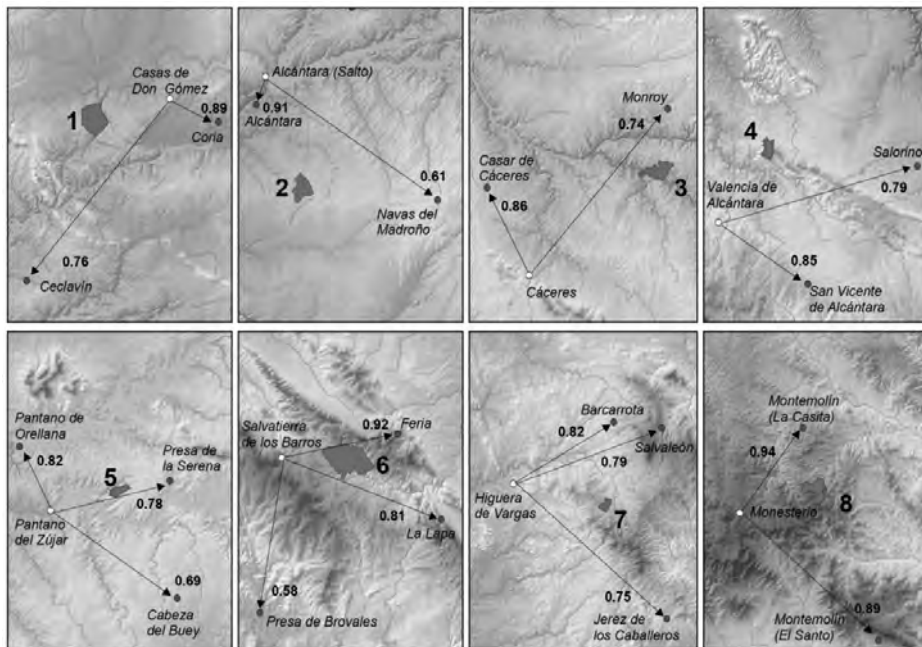 Casas de
Don Gómez
0.89
1
Coria
0.76
Ceclavín
Alcántara (Salto)
0.91
Alcántara
2
0.61
Navas del
Madroño
Monroy
0.74
Casar de
Cáceres
3
0.86
Cáceres
4
Salorino
0.79
Valencia de
Alcántara
0.85
San Vicente
de Alcántara
Pantano de
Orellana
Presa de
la Serena
0.82
5
0.78
Pantano
del Zújar
0.69
Cabeza
del Buey
0.92
Feria
Salvatierra
de los Barros
6
0.81
La Lapa
0.58
Presa de Brovales
Barcarrota
0.82
0.79
Salvaleón
Higuera
de Vargas
7
0.75
Jerez de
los Caballeros
Montemolín
(La Casita)
0.94
8
Monesterio
0.89
Montemolín
(El Santo)